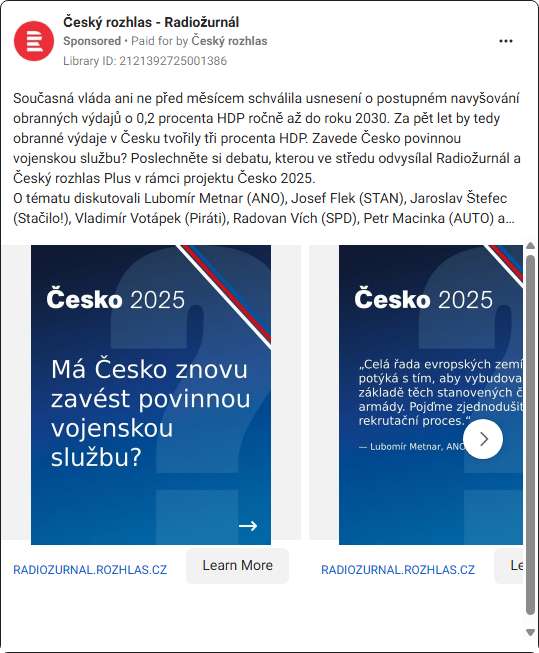 Český rozhlas - Radiožurnál
Sponsored • Paid for by Český rozhlas
Library ID: 2121392725001386
Současná vláda ani ne před měsícem schválila usnesení o postupném navyšování
obranných výdajů o 0,2 procenta HDP ročně až do roku 2030. Za pět let by tedy
obranné výdaje v Česku tvořily tři procenta HDP. Zavede Česko povinnou
vojenskou službu? Poslechněte si debatu, kterou ve středu odvysílal Radiožurnál a
Český rozhlas Plus v rámci projektu Česko 2025.
O tématu diskutovali Lubomír Metnar (ANO), Josef Flek (STAN), Jaroslav Štefec
(Stačilo!), Vladimír Votápek (Piráti), Radovan Vích (SPD), Petr Macinka (AUTO) a...
Česko 2025
Má Česko znovu
zavést povinnou
vojenskou
službu?
RADIOZURNAL.ROZHLAS.CZ
Learn More
Česko 2025
„Celá řada evropských zemí
potýká s tím, aby vybudova
základě těch stanovených č
armády. Pojďme zjednodušit
rekrutační proces.“
— Lubomír Metnar, ANO
RADIOZURNAL.ROZHLAS.CZ
Le